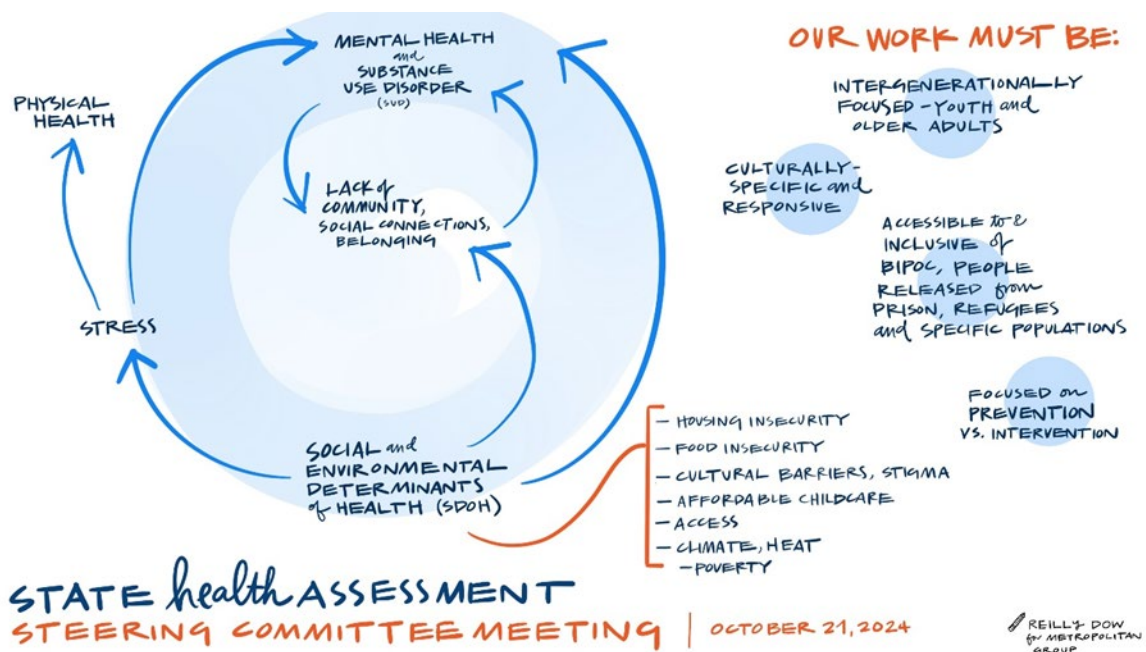 MENTAL HEALTH
and
SUBSTANCE
USE DISORDER
(SUD)
PHYSICAL
HEALTH
LACK of
COMMUNITY,
SOCIAL CONNECTIONS,
BELONGING
STRESS
SOCIAL and
ENVIRONMENTAL
DETERMINANTS
of HEALTH (SDOH)
- HOUSING INSECURITY
- FOOD INSECURITY
- CULTURAL BARRIERS, STIGMA
- AFFORDABLE CHILDCARE
- ACCESS
- CLIMATE, HEAT
- POVERTY
OUR WORK MUST BE:
INTERGENERATIONALLY
FOCUSED - YOUTH and
OLDER ADULTS
CULTURALLY-
SPECIFIC and
RESPONSIVE
ACCESSIBLE to &
INCLUSIVE of
BIPOC, PEOPLE
RELEASED from
PRISON, REFUGEES
and SPECIFIC POPULATIONS
FOCUSED on
PREVENTION
VS. INTERVENTION
STATE health ASSESSMENT
STEERING COMMITTEE MEETING | OCTOBER 21, 2024
REILLY DOW
for METROPOLITAN
GROUP